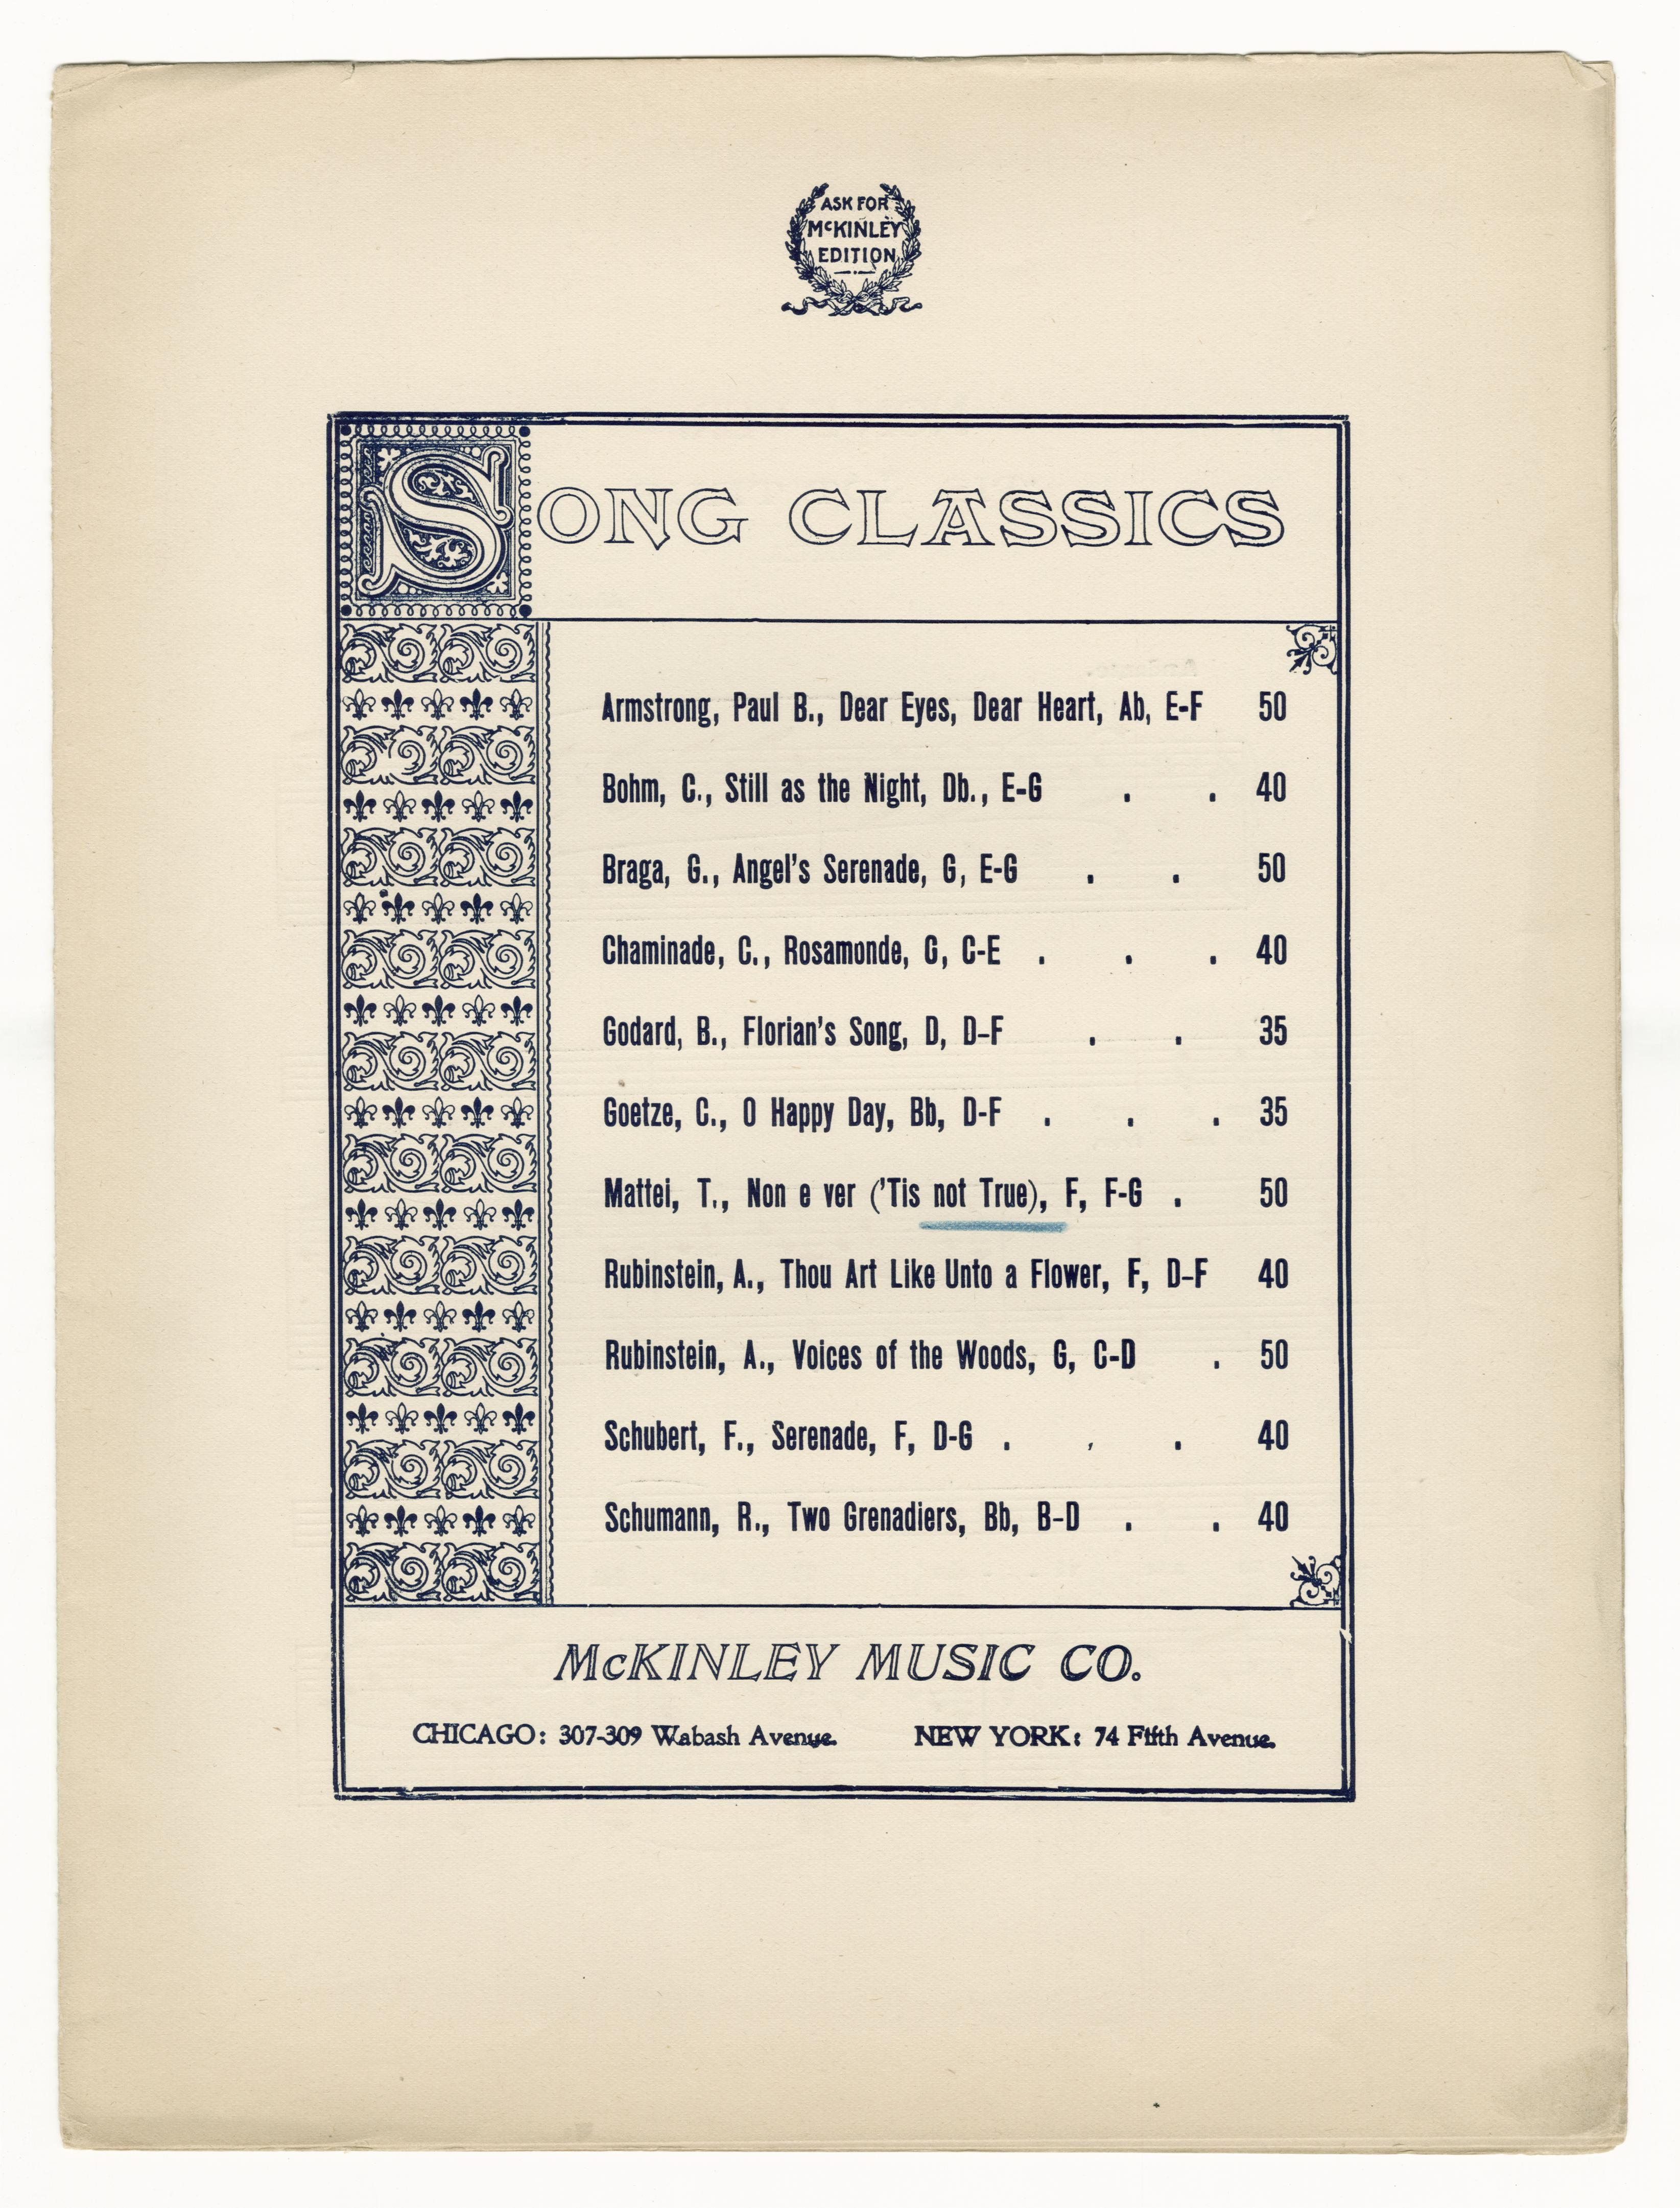 ASK FOR
McKINLEY
EDITION
SONG CLASSICS
Armstrong, Paul B., Dear Eyes, Dear Heart, Ab, E-F 50
Bohm, C., Still as the Night, Db., E-G . . 40
Braga, G., Angel's Serenade, G, E-G . . 50
Chaminade, C., Rosamonde, G, C-E . . . 40
Godard, B., Florian's Song, D, D-F . . 35
Goetze, C., O Happy Day, Bb, D-F . . . 35
Mattei, T., Non e ver ('Tis not True), F, F-G . 50
Rubinstein, A., Thou Art Like Unto a Flower, F, D-F 40
Rubinstein, A., Voices of the Woods, G, C-D . 50
Schubert, F., Serenade, F, D-G . , . 40
Schumann, R., Two Grenadiers, Bb, B-D . . 40
McKINLEY MUSIC CO.
CHICAGO: 307-309 Wabash Avenue. NEW YORK: 74 Fifth Avenue.